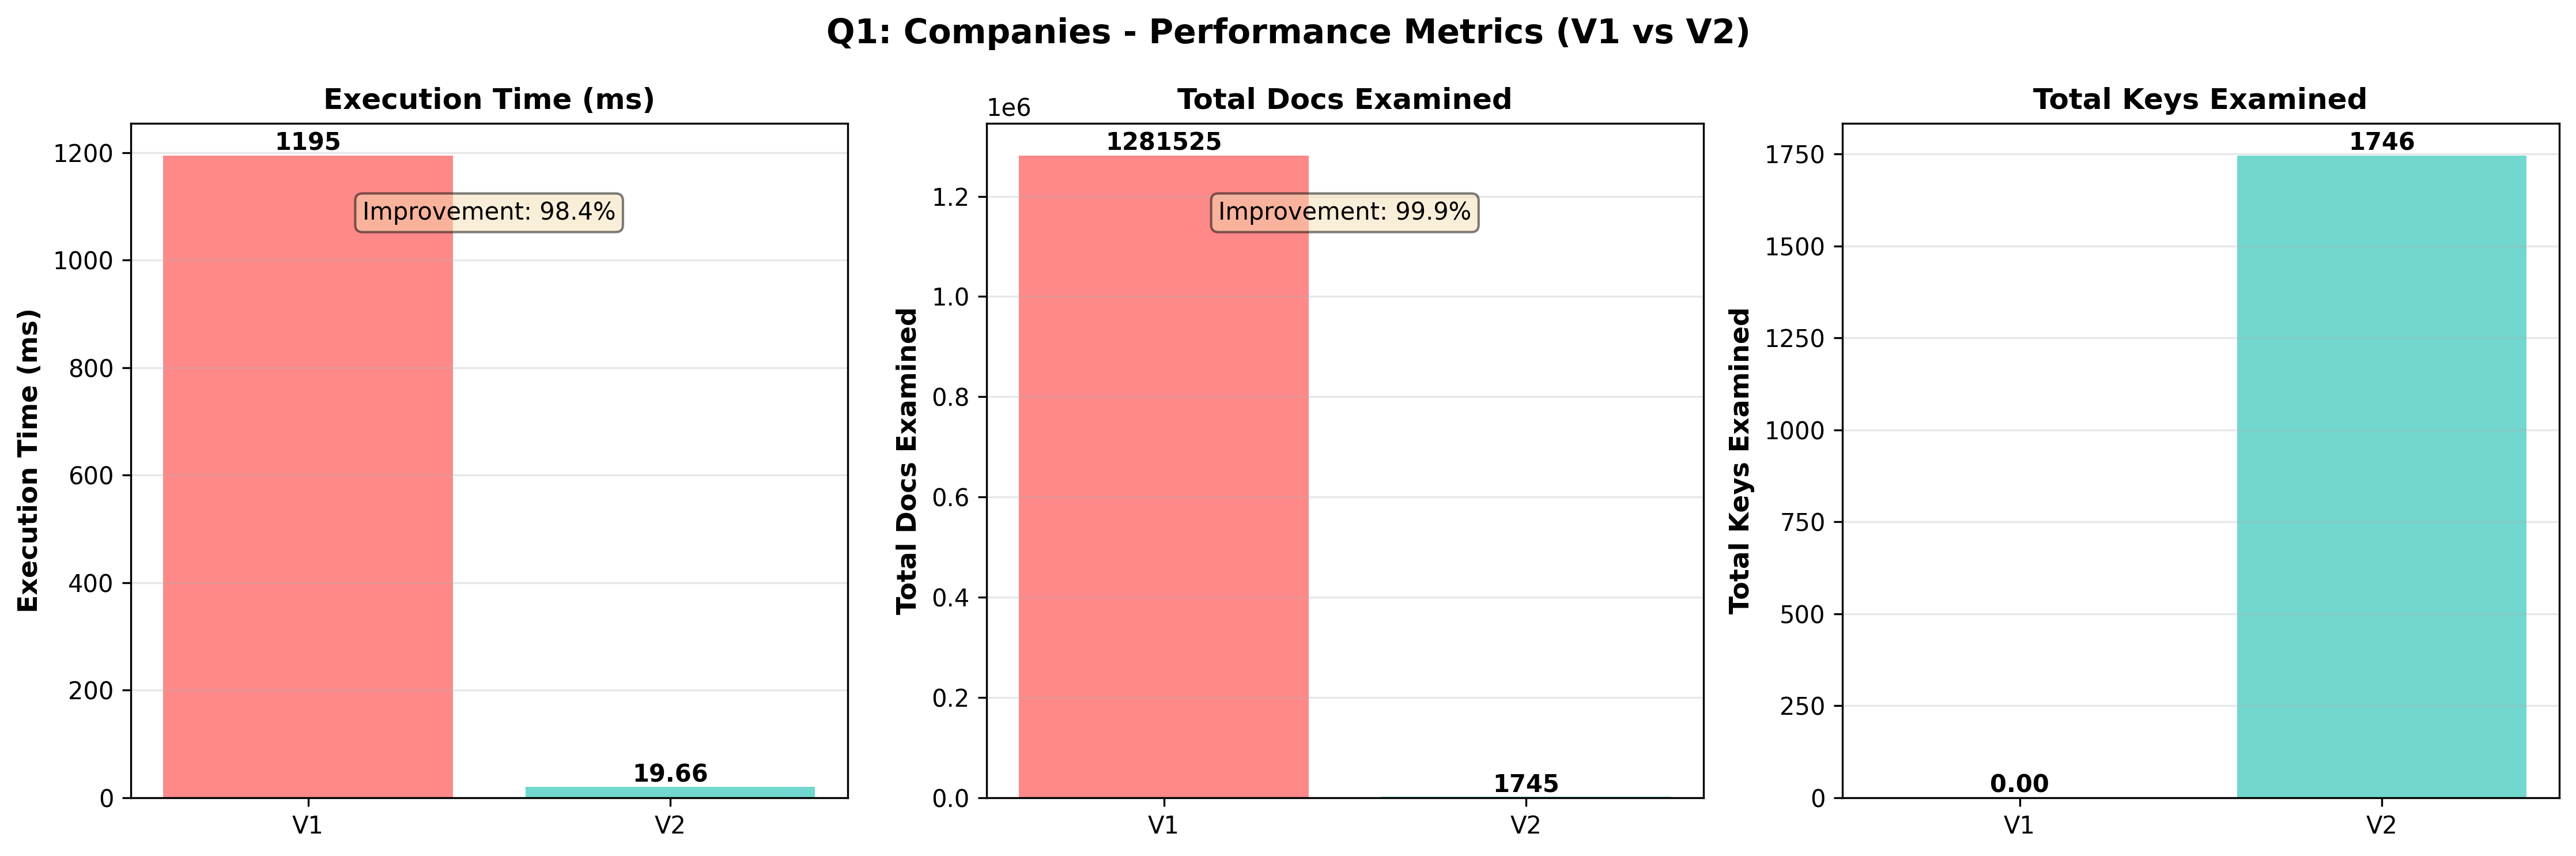 Q1: Companies - Performance Metrics (V1 vs V2)
Execution Time (ms)
Execution Time (ms)
1200
1000
800
600
400
200
0
1195
Improvement: 98.4%
19.66
V1
V2
Total Docs Examined
1e6
Total Docs Examined
1.2
1.0
0.8
0.6
0.4
0.2
0.0
1281525
Improvement: 99.9%
1745
V1
V2
Total Keys Examined
Total Keys Examined
1750
1500
1250
1000
750
500
250
0
1746
0.00
V1
V2